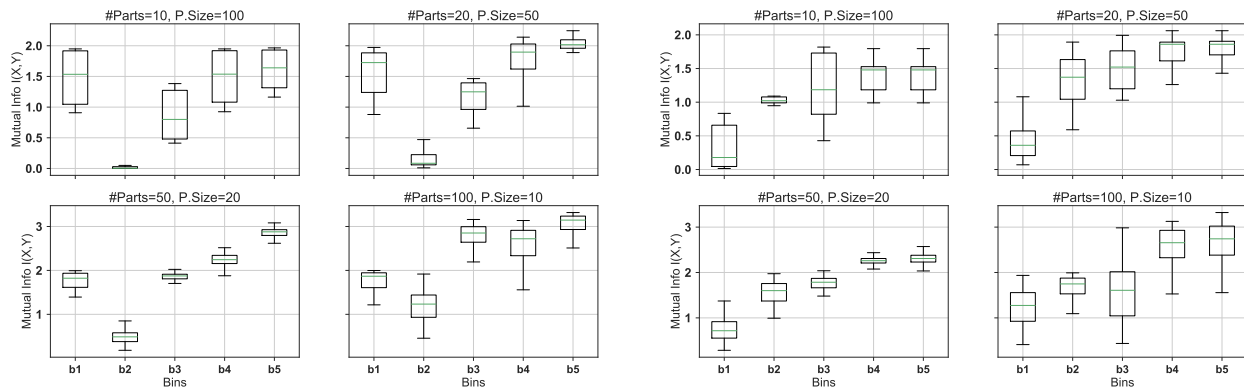 #Parts=10, P.Size=100
#Parts=20, P.Size=50
#Parts=10, P.Size=100
#Parts=20, P.Size=50
Mutual Info I(X,Y)
2.0
1.5
1.0
0.5
0.0
Mutual Info I(X,Y)
2.0
1.5
1.0
0.5
0.0
#Parts=50, P.Size=20
#Parts=100, P.Size=10
#Parts=50, P.Size=20
#Parts=100, P.Size=10
Mutual Info I(X,Y)
3
2
1
Mutual Info I(X,Y)
3
2
1
b1 b2 b3 b4 b5
b1 b2 b3 b4 b5
b1 b2 b3 b4 b5
b1 b2 b3 b4 b5
Bins
Bins
Bins
Bins